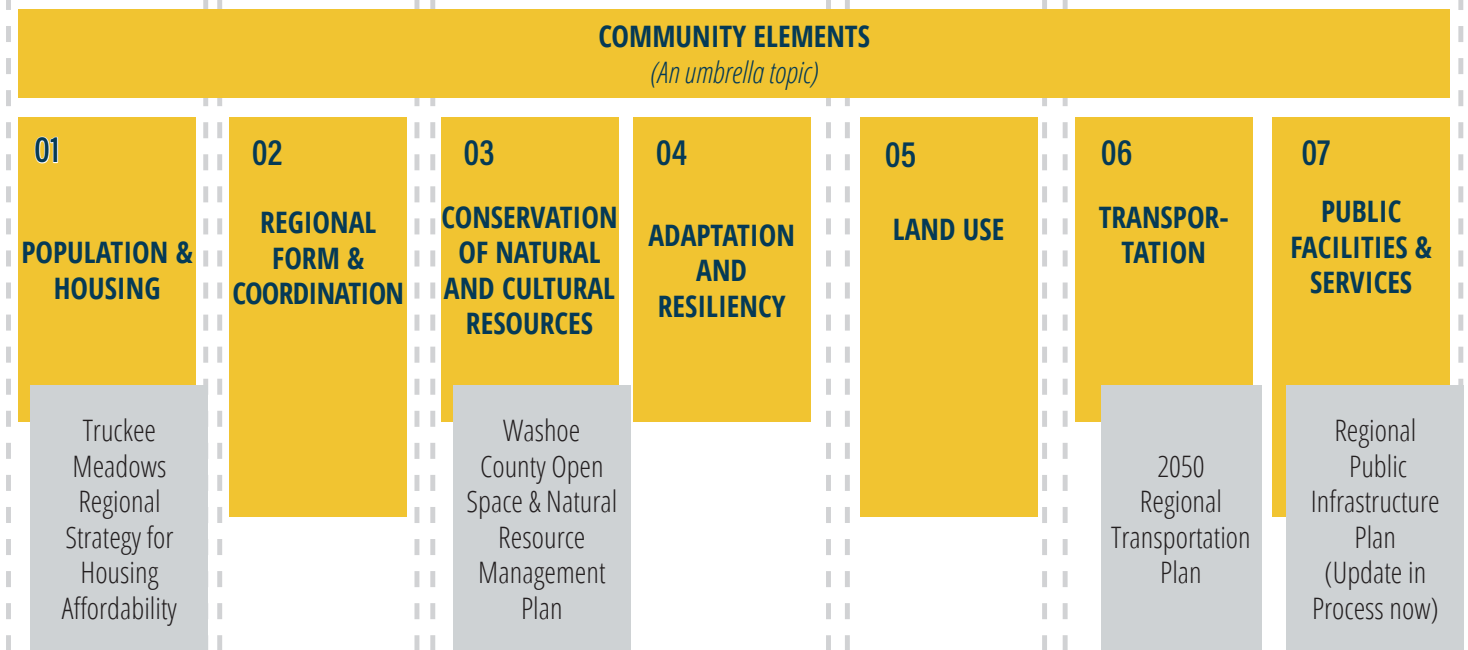 COMMUNITY ELEMENTS
(An umbrella topic)
01
POPULATION &
HOUSING
Truckee
Meadows
Regional
Strategy for
Housing
Affordability
02
REGIONAL
FORM &
COORDINATION
03
CONSERVATION
OF NATURAL
AND CULTURAL
RESOURCES
Washoe
County Open
Space & Natural
Resource
Management
Plan
04
ADAPTATION
AND
RESILIENCY
05
LAND USE
06
TRANSPOR-
TATION
2050
Regional
Transportation
Plan
07
PUBLIC
FACILITIES &
SERVICES
Regional
Public
Infrastructure
Plan
(Update in
Process now)